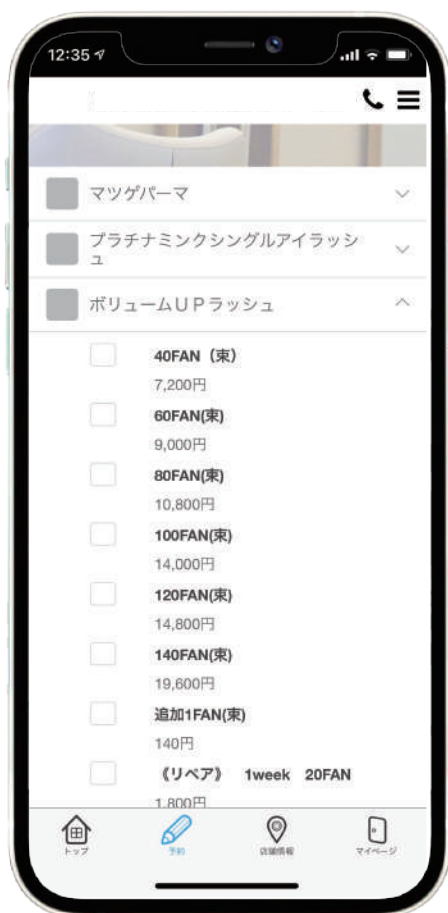 12:35
マツゲパーマ
プラチナミンクシングルアイラッシ
ュ
ボリュームUPラッシュ
40FAN（束）
7,200円
60FAN(束)
9,000円
80FAN(束)
10,800円
100FAN(束)
14,000円
120FAN(束)
14,800円
140FAN(束)
19,600円
追加1FAN(束)
140円
《リペア》 1week 20FAN
1,800円
トップ
予約
店舗情報
マイページ